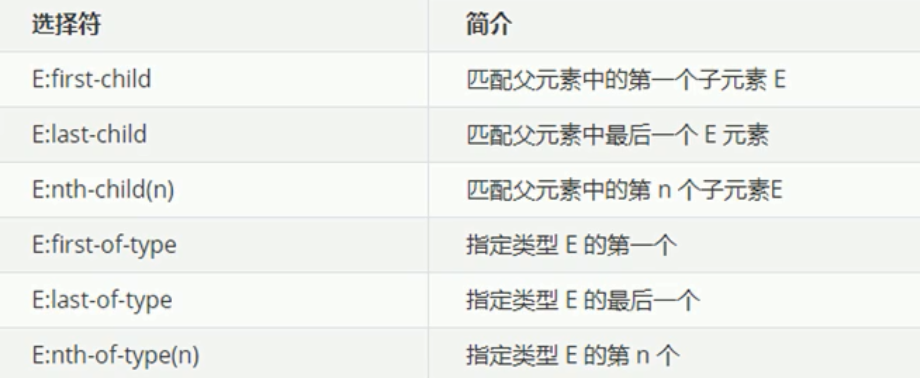 选择符 简介
E:first-child 匹配父元素中的第一个子元素 E
E:last-child 匹配父元素中最后一个 E 元素
E:nth-child(n) 匹配父元素中的第 n 个子元素E
E:first-of-type 指定类型 E 的第一个
E:last-of-type 指定类型 E 的最后一个
E:nth-of-type(n) 指定类型 E 的第 n 个